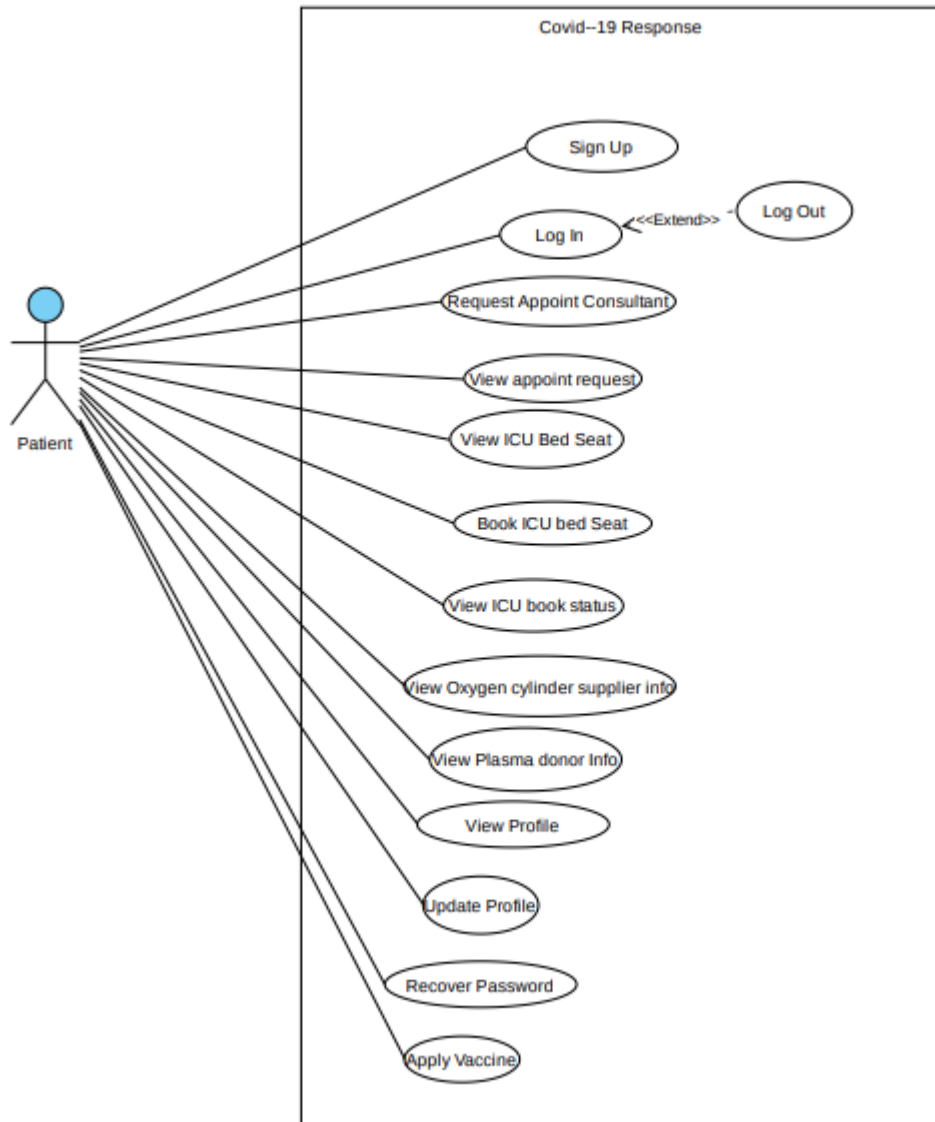 Covid--19 Response
Sign Up
Log In
<<Extend>>
Log Out
Request Appoint Consultant
View appoint request
View ICU Bed Seat
Patient
Book ICU bed Seat
View ICU book status
View Oxygen cylinder supplier info
View Plasma donor Info
View Profile
Update Profile
Recover Password
Apply Vaccine